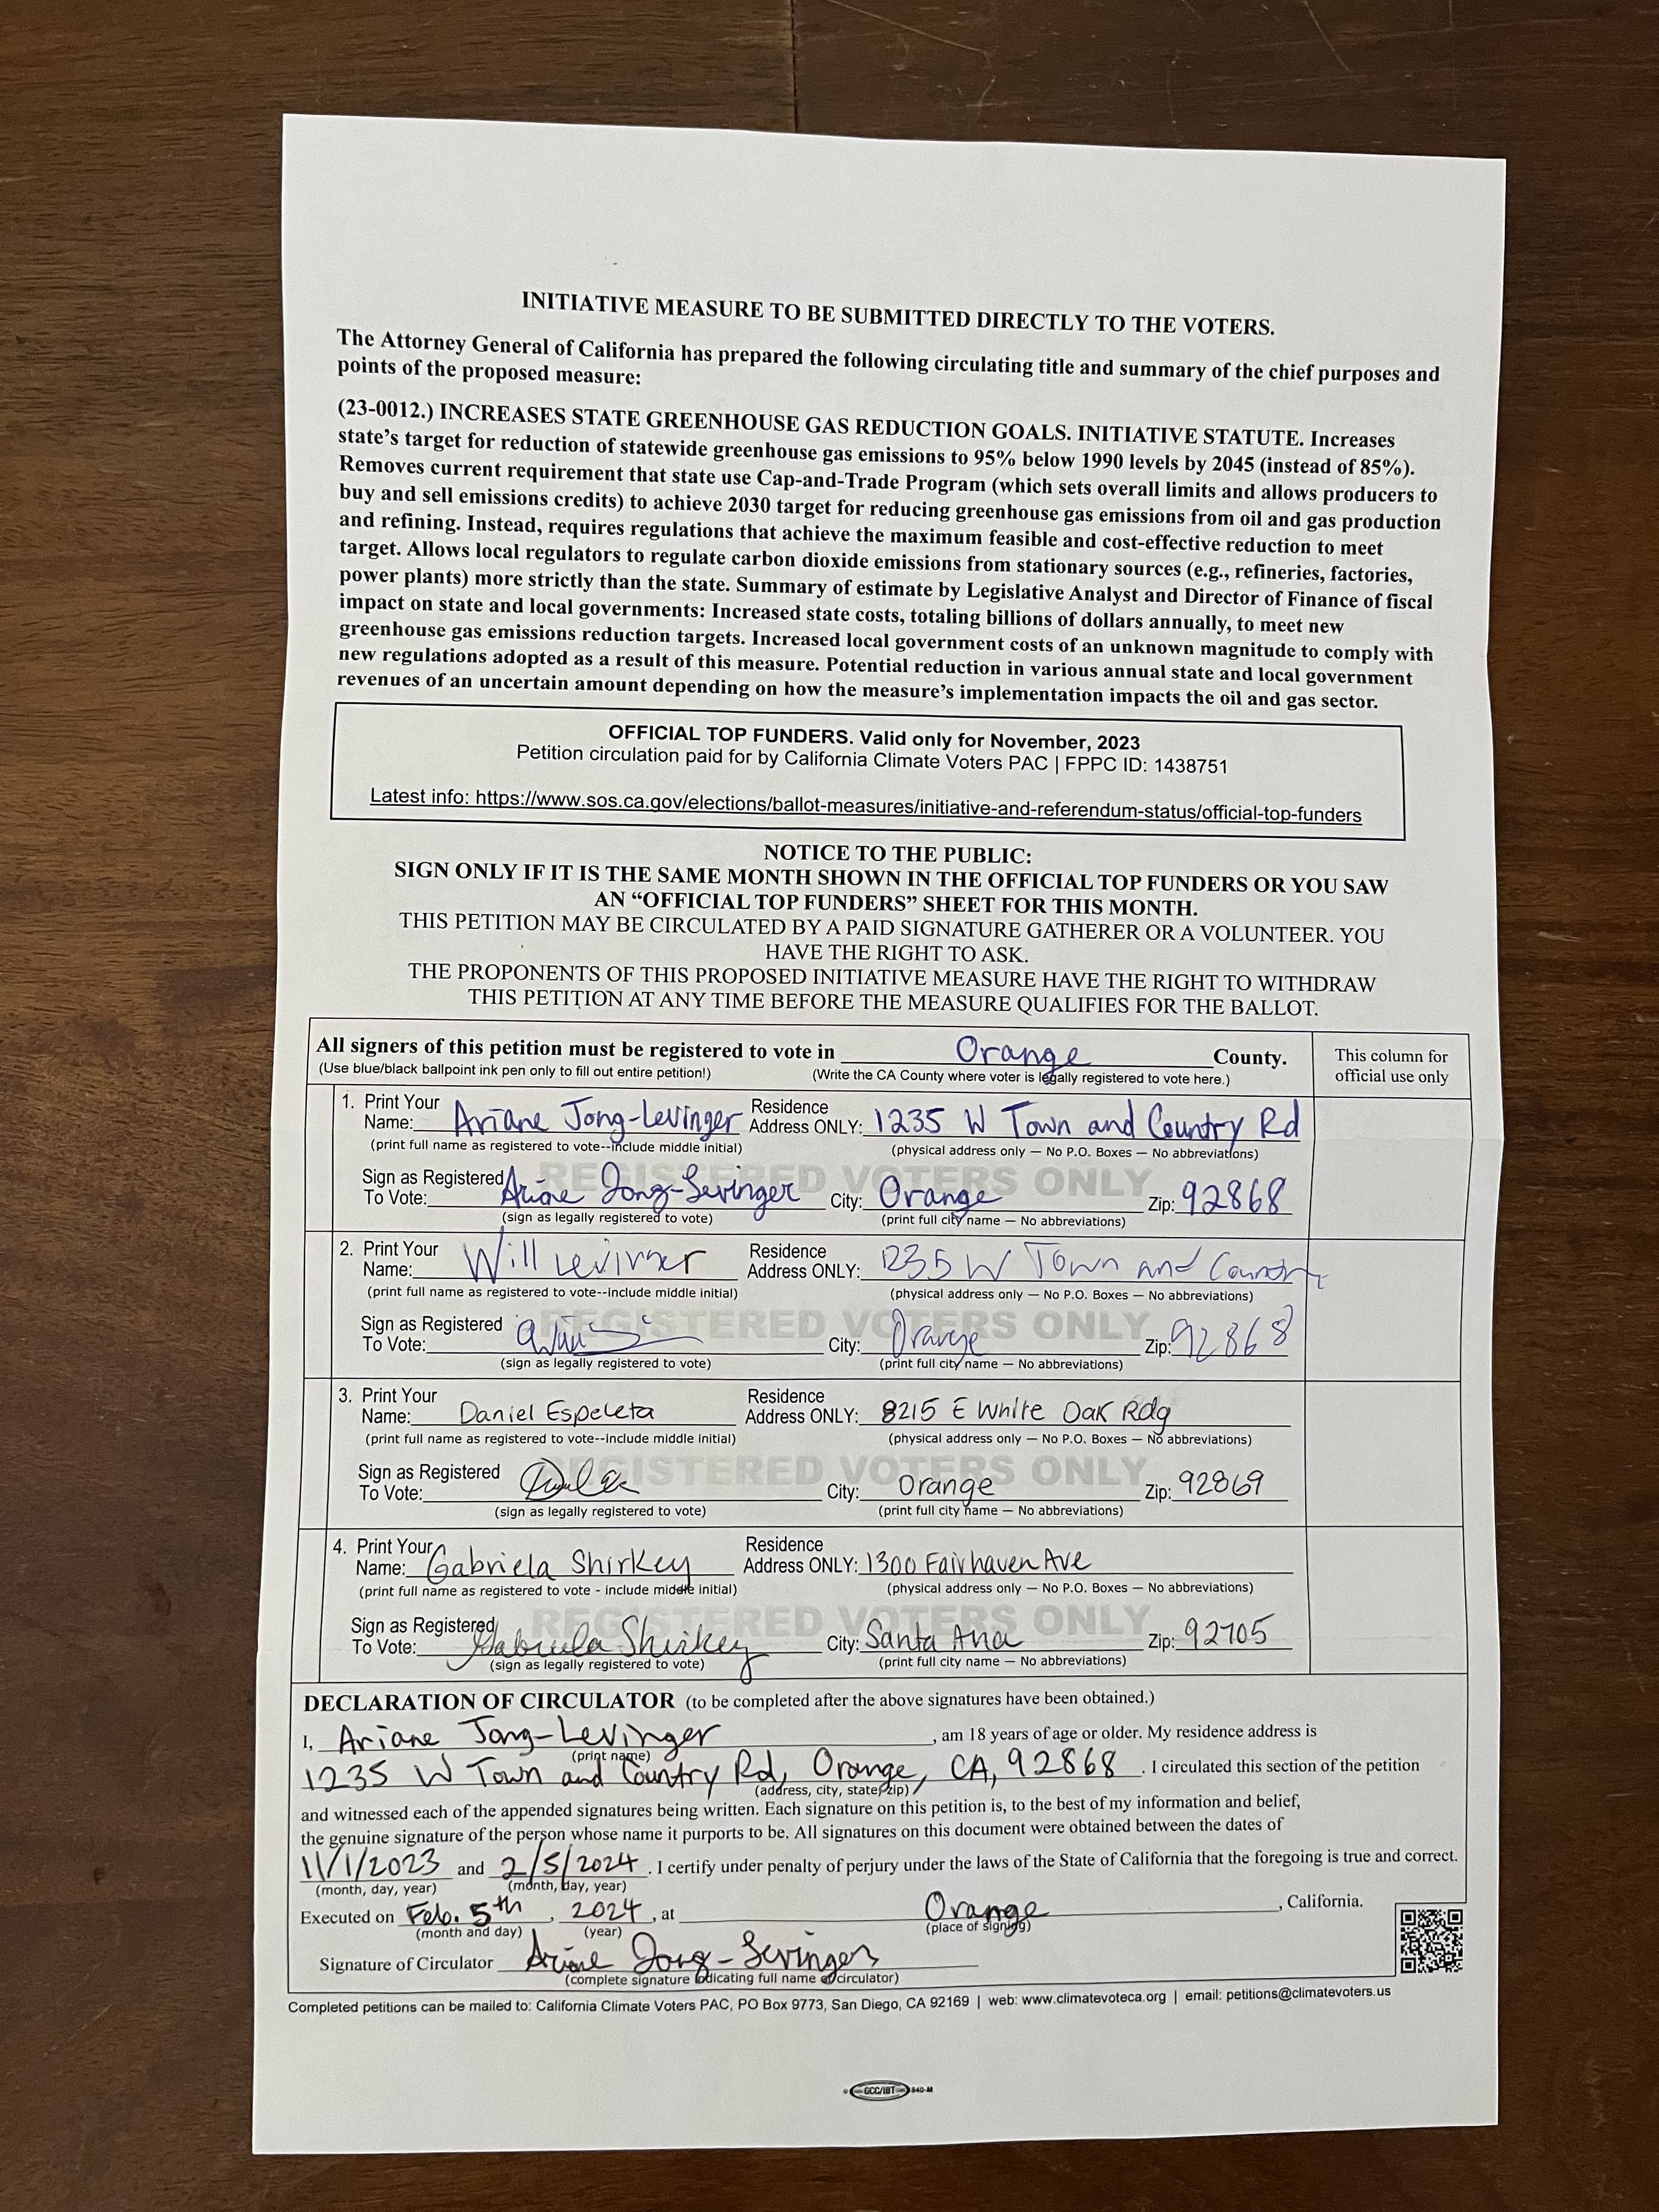 INITIATIVE MEASURE TO BE SUBMITTED DIRECTLY TO THE VOTERS.
The Attorney General of California has prepared the following circulating title and summary of the chief purposes and
points of the proposed measure:
(23-0012.) INCREASES STATE GREENHOUSE GAS REDUCTION GOALS. INITIATIVE STATUTE. Increases
state's target for reduction of statewide greenhouse gas emissions to 95% below 1990 levels by 2045 (instead of 85%).
Removes current requirement that state use Cap-and-Trade Program (which sets overall limits and allows producers to
buy and sell emissions credits) to achieve 2030 target for reducing greenhouse gas emissions from oil and gas production
and refining. Instead, requires regulations that achieve the maximum feasible and cost-effective reduction to meet
target. Allows local regulators to regulate carbon dioxide emissions from stationary sources (e.g., refineries, factories,
power plants) more strictly than the state. Summary of estimate by Legislative Analyst and Director of Finance of fiscal
impact on state and local governments: Increased state costs, totaling billions of dollars annually, to meet new
greenhouse gas emissions reduction targets. Increased local government costs of an unknown magnitude to comply with
new regulations adopted as a result of this measure. Potential reduction in various annual state and local government
revenues of an uncertain amount depending on how the measure's implementation impacts the oil and gas sector.
OFFICIAL TOP FUNDERS. Valid only for November, 2023
Petition circulation paid for by California Climate Voters PAC | FPPC ID: 1438751
Latest info: https://www.sos.ca.gov/elections/ballot-measures/initiative-and-referendum-status/official-top-funders
NOTICE TO THE PUBLIC:
SIGN ONLY IF IT IS THE SAME MONTH SHOWN IN THE OFFICIAL TOP FUNDERS OR YOU SAW
AN “OFFICIAL TOP FUNDERS” SHEET FOR THIS MONTH.
THIS PETITION MAY BE CIRCULATED BY A PAID SIGNATURE GATHERER OR A VOLUNTEER. YOU
HAVE THE RIGHT TO ASK.
THE PROPONENTS OF THIS PROPOSED INITIATIVE MEASURE HAVE THE RIGHT TO WITHDRAW
THIS PETITION AT ANY TIME BEFORE THE MEASURE QUALIFIES FOR THE BALLOT.
All signers of this petition must be registered to vote in Orange County. This column for
(Use blue/black ballpoint ink pen only to fill out entire petition!) (Write the CA County where voter is legally registered to vote here.) official use only
1. Print Your Residence
Name: Ariane Jong-Levinger Address ONLY: 1235 W Town and Country Rd
(print full name as registered to vote--include middle initial) (physical address only — No P.O. Boxes — No abbreviations)
REGISTERED VOTERS ONLY
Sign as Registered
To Vote: Ariane Jong-Levinger City: Orange Zip: 92868
(sign as legally registered to vote) (print full city name — No abbreviations)
2. Print Your Residence
Name: Will Levinger Address ONLY: 1235 W Town and Country
(print full name as registered to vote--include middle initial) (physical address only — No P.O. Boxes — No abbreviations)
REGISTERED VOTERS ONLY
Sign as Registered
To Vote: City: Orange Zip: 92868
(sign as legally registered to vote) (print full city name — No abbreviations)
3. Print Your Residence
Name: Daniel Espeleta Address ONLY: 8215 E White Oak Rdg
(print full name as registered to vote--include middle initial) (physical address only — No P.O. Boxes — No abbreviations)
REGISTERED VOTERS ONLY
Sign as Registered
To Vote: City: Orange Zip: 92869
(sign as legally registered to vote) (print full city name — No abbreviations)
4. Print Your Residence
Name: Gabriela Shirkey Address ONLY: 1300 Fairhaven Ave
(print full name as registered to vote - include middle initial) (physical address only — No P.O. Boxes — No abbreviations)
REGISTERED VOTERS ONLY
Sign as Registered
To Vote: Gabriela Shirkey City: Santa Ana Zip: 92705
(sign as legally registered to vote) (print full city name — No abbreviations)
DECLARATION OF CIRCULATOR (to be completed after the above signatures have been obtained.)
I, Ariane Jong-Levinger, am 18 years of age or older. My residence address is
(print name)
1235 W Town and Country Rd, Orange, CA, 92868. I circulated this section of the petition
(address, city, state, zip)
and witnessed each of the appended signatures being written. Each signature on this petition is, to the best of my information and belief,
the genuine signature of the person whose name it purports to be. All signatures on this document were obtained between the dates of
11/1/2023 and 2/5/2024. I certify under penalty of perjury under the laws of the State of California that the foregoing is true and correct.
(month, day, year) (month, day, year)
Executed on Feb. 5th, 2024, at Orange, California.
(month and day) (year) (place of signing)
Signature of Circulator Ariane Jong-Levinger
(complete signature indicating full name of circulator)
Completed petitions can be mailed to: California Climate Voters PAC, PO Box 9773, San Diego, CA 92169 | web: www.climatevoteca.org | email: petitions@climatevoters.us
GCC/IBT 840-M